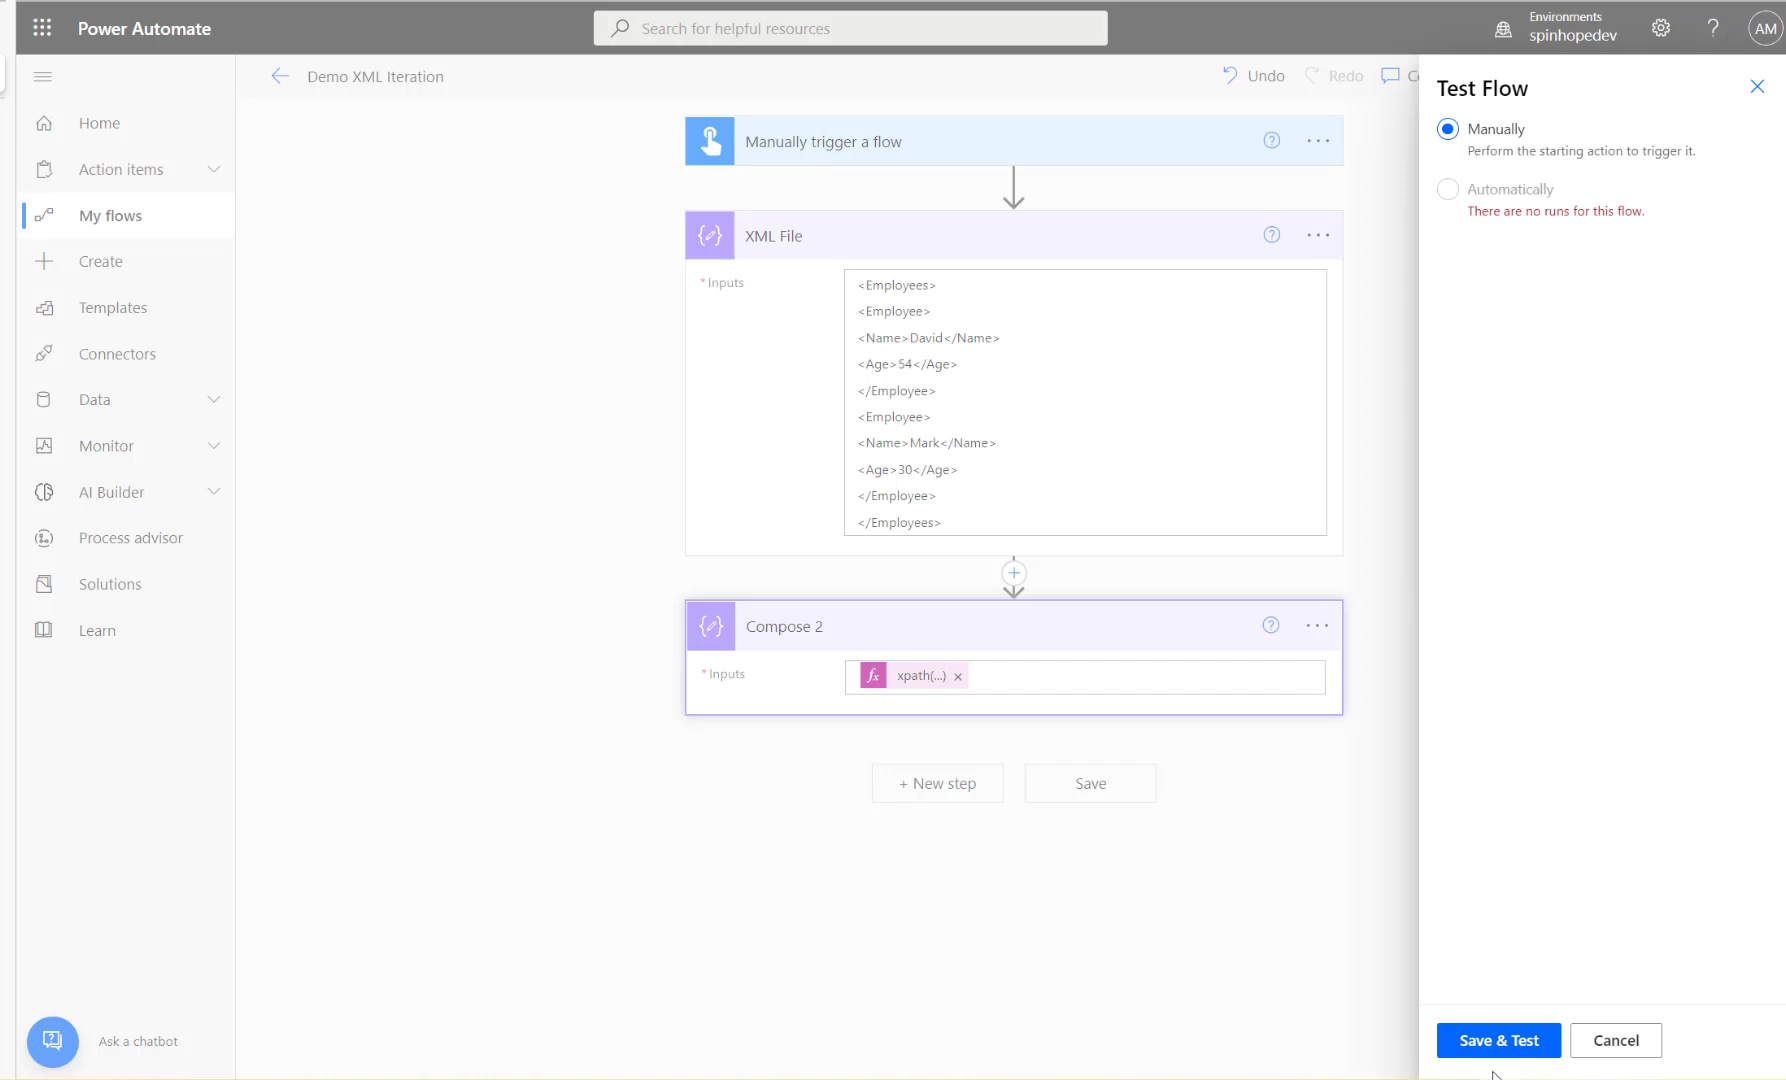 Power Automate
Search for helpful resources
Environments
spinhopedev
?
AM
Demo XML Iteration
Undo
Redo
Home
Action items
My flows
Create
Templates
Connectors
Data
Monitor
AI Builder
Process advisor
Solutions
Learn
Ask a chatbot
Manually trigger a flow
?
XML File
?
* Inputs
<Employees>
<Employee>
<Name>David</Name>
<Age>54</Age>
</Employee>
<Employee>
<Name>Mark</Name>
<Age>30</Age>
</Employee>
</Employees>
Compose 2
?
* Inputs
fx xpath(...) ×
+ New step
Save
Test Flow
Manually
Perform the starting action to trigger it.
Automatically
There are no runs for this flow.
Save & Test
Cancel